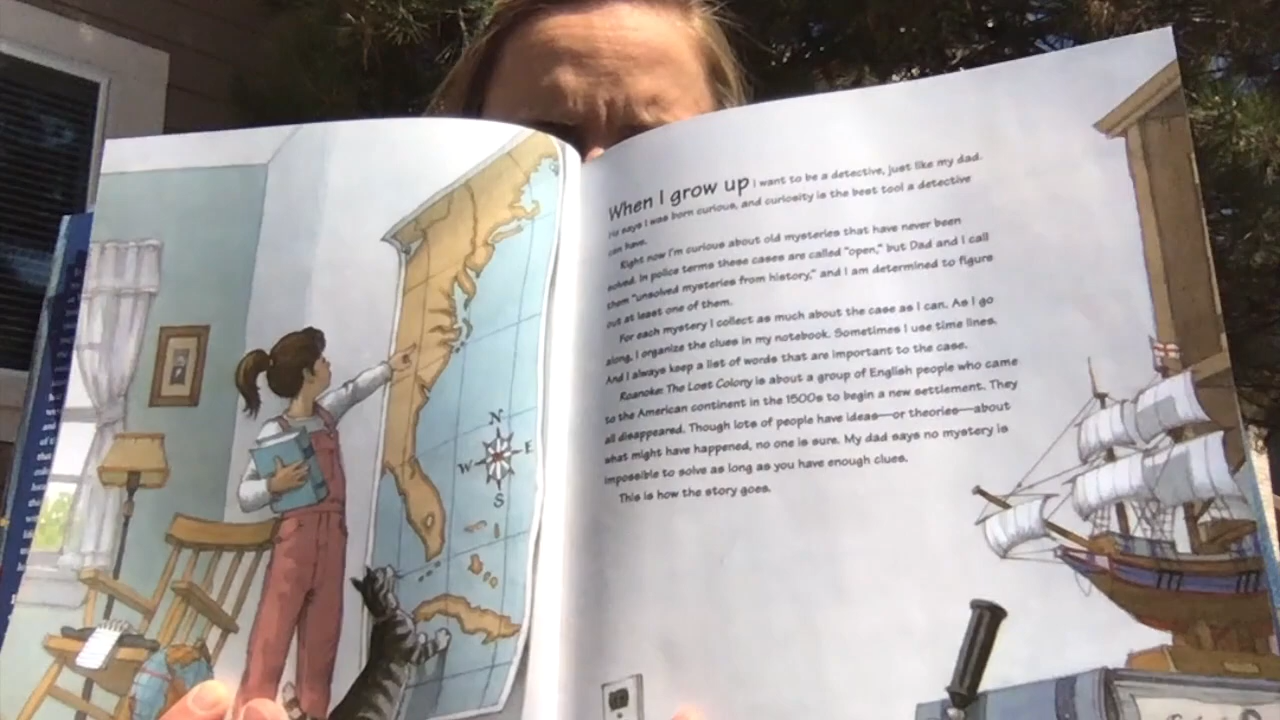 N
W E
S
When I grow up I want to be a detective, just like my dad.
He says I was born curious, and curiosity is the best tool a detective
can have.
Right now I'm curious about old mysteries that have never been
solved. In police terms these cases are called "open," but Dad and I call
them "unsolved mysteries from history," and I am determined to figure
out at least one of them.
For each mystery I collect as much about the case as I can. As I go
along, I organize the clues in my notebook. Sometimes I use time lines.
And I always keep a list of words that are important to the case.
Roanoke: The Lost Colony is about a group of English people who came
to the American continent in the 1500s to begin a new settlement. They
all disappeared. Though lots of people have ideas—or theories—about
what might have happened, no one is sure. My dad says no mystery is
impossible to solve as long as you have enough clues.
This is how the story goes.